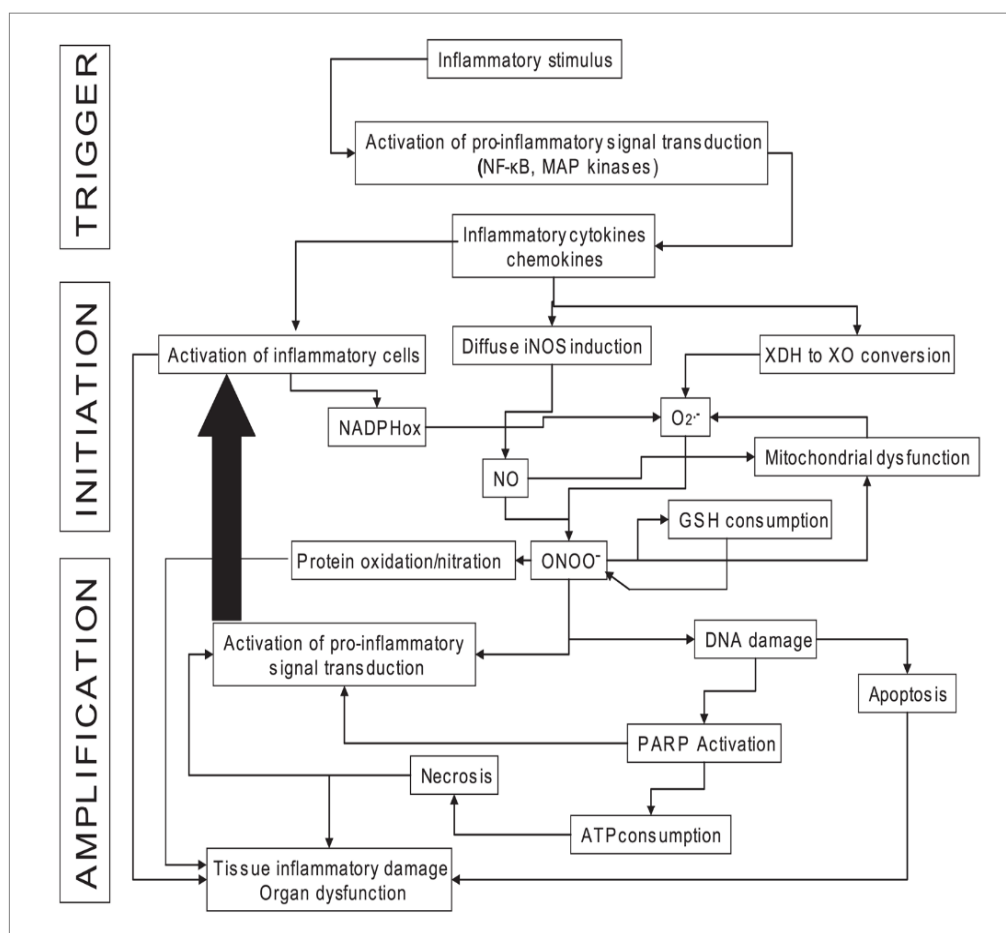 TRIGGER
Inflammatory stimulus
Activation of pro-inflammatory signal transduction
(NF-κB, MAP kinases)
Inflammatory cytokines
chemokines
INITIATION
Activation of inflammatory cells
Diffuse iNOS induction
XDH to XO conversion
NADPHox
O₂·⁻
NO
Mitochondrial dysfunction
GSH consumption
Protein oxidation/nitration
ONOO⁻
AMPLIFICATION
Activation of pro-inflammatory
signal transduction
DNA damage
Apoptosis
PARP Activation
Necrosis
ATP consumption
Tissue inflammatory damage
Organ dysfunction